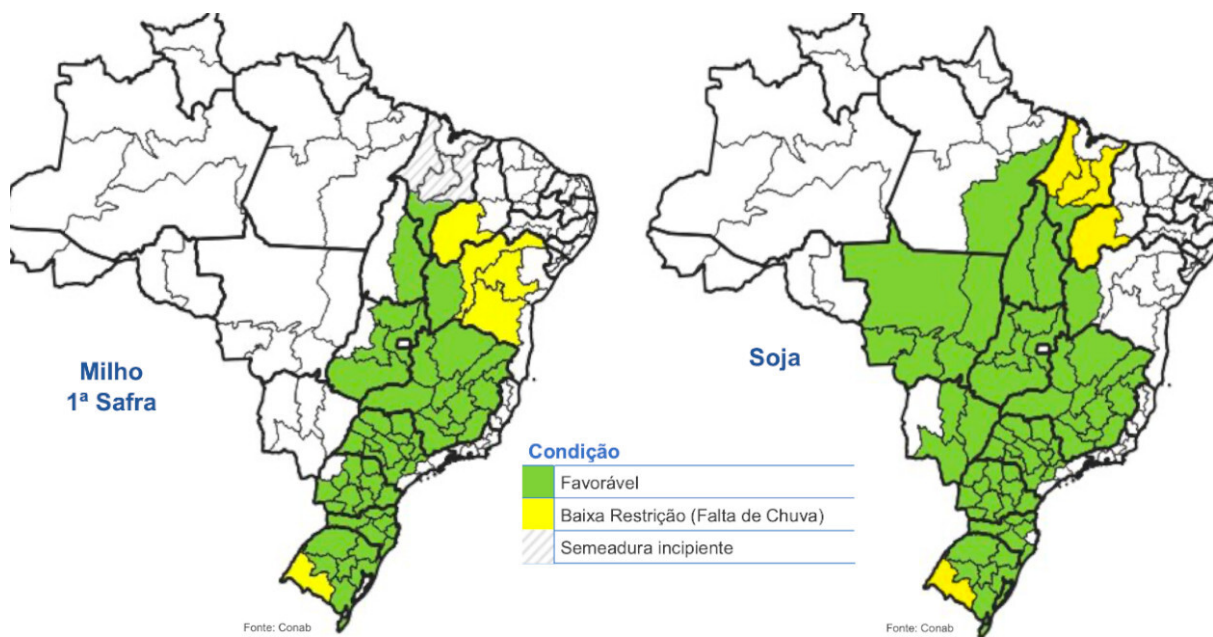 Milho
1ª Safra
Soja
Condição
Favorável
Baixa Restrição (Falta de Chuva)
Semeadura incipiente
Fonte: Conab
Fonte: Conab